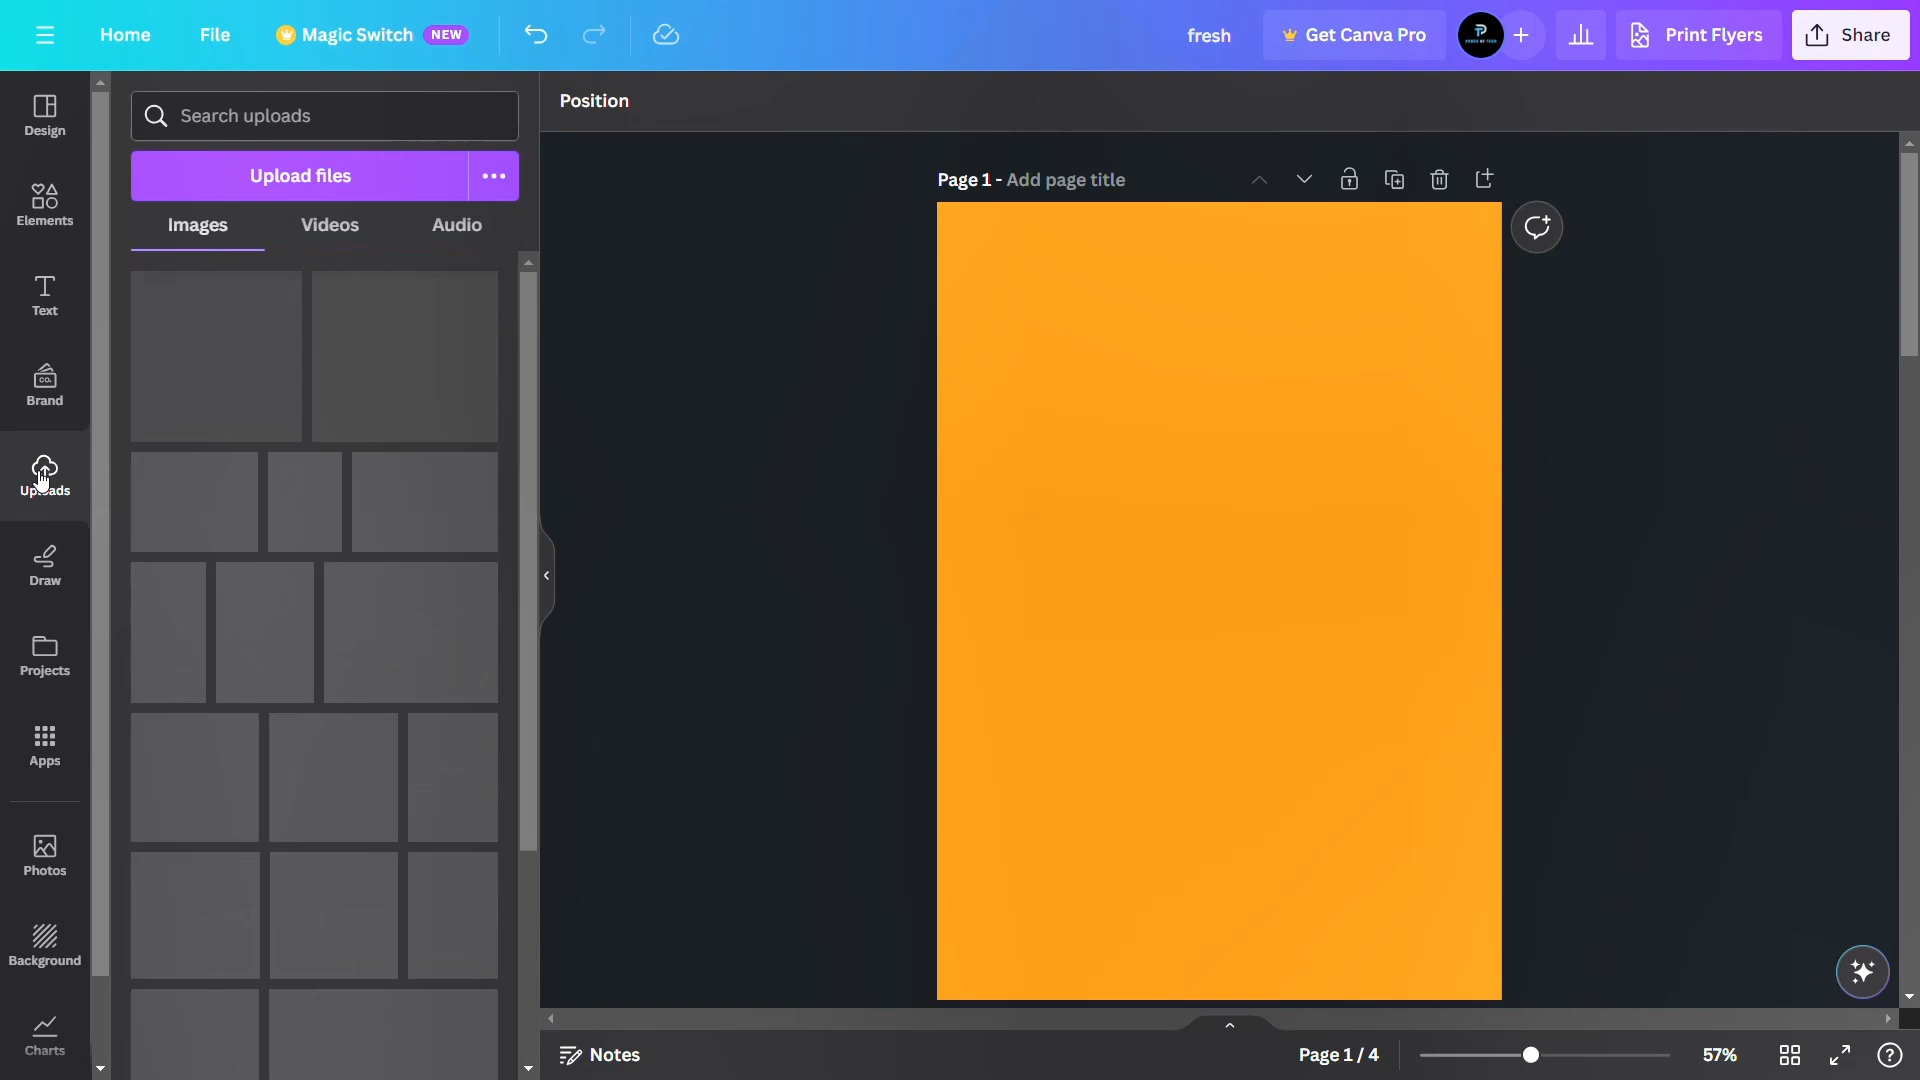 Home
File
Magic Switch
NEW
fresh
Get Canva Pro
Print Flyers
Share
Design
Elements
Text
Brand
CO.
Uploads
Draw
Projects
Apps
Photos
Background
Charts
Search uploads
Upload files
Images
Videos
Audio
Position
Page 1 - Add page title
Notes
Page 1 / 4
57%